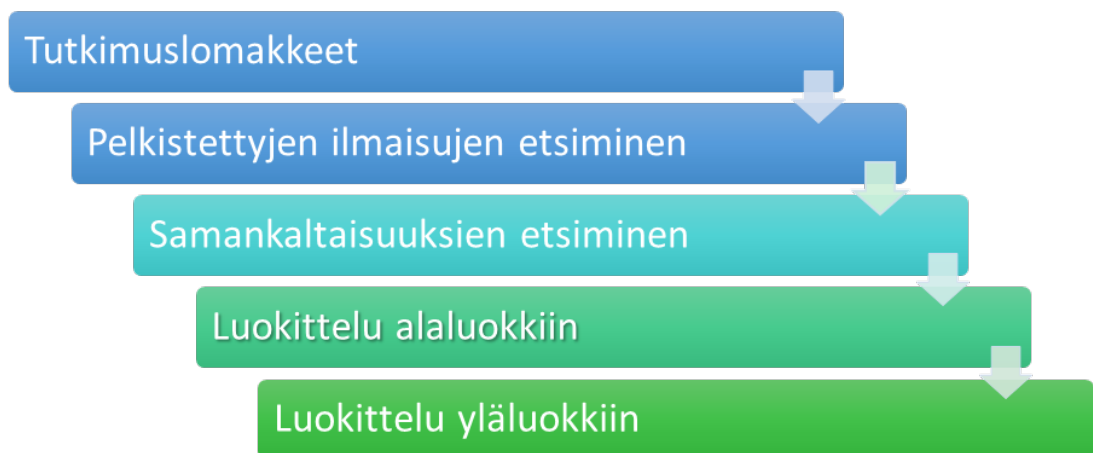 Tutkimuslomakkeet
Pelkistettyjen ilmaisujen etsiminen
Samankaltaisuuksien etsiminen
Luokittelu alaluokkiin
Luokittelu yläluokkiin